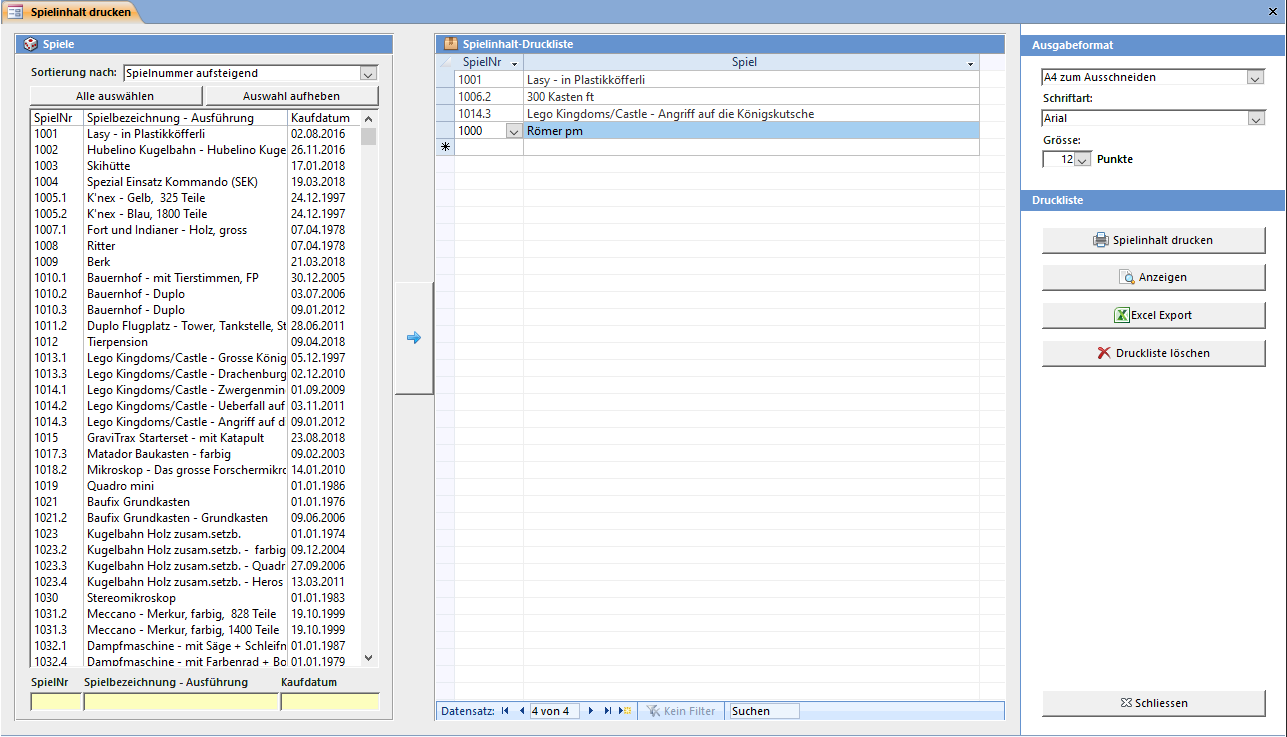 Spielinhalt drucken
Spiele
Sortierung nach: Spielnummer aufsteigend
Alle auswählen Auswahl aufheben
SpielNr Spielbezeichnung - Ausführung Kaufdatum
1001 Lasy - in Plastikköfferli 02.08.2016
1002 Hubelino Kugelbahn - Hubelino Kuge 26.11.2016
1003 Skihütte 17.01.2018
1004 Spezial Einsatz Kommando (SEK) 19.03.2018
1005.1 K'nex - Gelb, 325 Teile 24.12.1997
1005.2 K'nex - Blau, 1800 Teile 24.12.1997
1007.1 Fort und Indianer - Holz, gross 07.04.1978
1008 Ritter 07.04.1978
1009 Berk 21.03.2018
1010.1 Bauernhof - mit Tierstimmen, FP 30.12.2005
1010.2 Bauernhof - Duplo 03.07.2006
1010.3 Bauernhof - Duplo 09.01.2012
1011.2 Duplo Flugplatz - Tower, Tankstelle, St 28.06.2011
1012 Tierpension 09.04.2018
1013.1 Lego Kingdoms/Castle - Grosse König 05.12.1997
1013.3 Lego Kingdoms/Castle - Drachenburg 02.12.2010
1014.1 Lego Kingdoms/Castle - Zwergenmin 01.09.2009
1014.2 Lego Kingdoms/Castle - Ueberfall auf 03.11.2011
1014.3 Lego Kingdoms/Castle - Angriff auf d 09.01.2012
1015 GraviTrax Starterset - mit Katapult 23.08.2018
1017.3 Matador Baukasten - farbig 09.02.2003
1018.2 Mikroskop - Das grosse Forschermikro 14.01.2010
1019 Quadro mini 01.01.1986
1021 Baufix Grundkasten 01.01.1976
1021.2 Baufix Grundkasten - Grundkasten 09.06.2006
1023 Kugelbahn Holz zusam.setzb. 01.01.1974
1023.2 Kugelbahn Holz zusam.setzb. - farbig 09.12.2004
1023.3 Kugelbahn Holz zusam.setzb. - Quadr 27.09.2006
1023.4 Kugelbahn Holz zusam.setzb. - Heros 13.03.2011
1030 Stereomikroskop 01.01.1983
1031.2 Meccano - Merkur, farbig, 828 Teile 19.10.1999
1031.3 Meccano - Merkur, farbig, 1400 Teile 19.10.1999
1032.1 Dampfmaschine - mit Säge + Schleifn 01.01.1987
1032.4 Dampfmaschine - mit Farbenrad + Bo 01.01.1979
SpielNr Spielbezeichnung - Ausführung Kaufdatum
Spielinhalt-Druckliste
SpielNr Spiel
1001 Lasy - in Plastikköfferli
1006.2 300 Kasten ft
1014.3 Lego Kingdoms/Castle - Angriff auf die Königskutsche
1000 Römer pm
Datensatz: 4 von 4 Kein Filter Suchen
Ausgabeformat
A4 zum Ausschneiden
Schriftart:
Arial
Grösse:
12 Punkte
Druckliste
Spielinhalt drucken
Anzeigen
Excel Export
Druckliste löschen
Schliessen